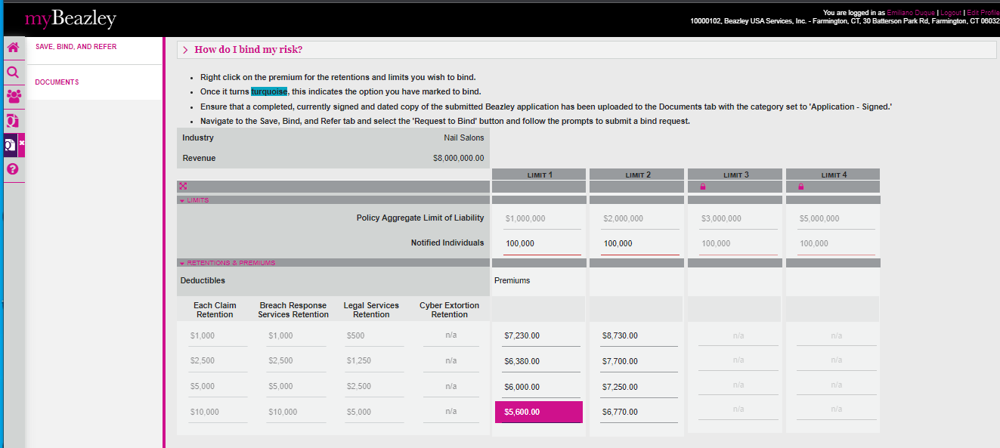 myBeazley
You are logged in as Emiliano Duque | Logout | Edit Profile
10000102, Beazley USA Services, Inc. - Farmington, CT, 30 Batterson Park Rd, Farmington, CT 06032
SAVE, BIND, AND REFER
DOCUMENTS
How do I bind my risk?
Right click on the premium for the retentions and limits you wish to bind.
Once it turns turquoise, this indicates the option you have marked to bind.
Ensure that a completed, currently signed and dated copy of the submitted Beazley application has been uploaded to the Documents tab with the category set to 'Application - Signed.'
Navigate to the Save, Bind, and Refer tab and select the 'Request to Bind' button and follow the prompts to submit a bind request.
Industry Nail Salons
Revenue $8,000,000.00
LIMIT 1 LIMIT 2 LIMIT 3 LIMIT 4
LIMITS
Policy Aggregate Limit of Liability $1,000,000 $2,000,000 $3,000,000 $5,000,000
Notified Individuals 100,000 100,000 100,000 100,000
RETENTIONS & PREMIUMS
Deductibles Premiums
Each Claim Breach Response Legal Services Cyber Extortion
Retention Services Retention Retention Retention
$1,000 $1,000 $500 n/a $7,230.00 $8,730.00 n/a n/a
$2,500 $2,500 $1,250 n/a $6,380.00 $7,700.00 n/a n/a
$5,000 $5,000 $2,500 n/a $6,000.00 $7,250.00 n/a n/a
$10,000 $10,000 $5,000 n/a $5,600.00 $6,770.00 n/a n/a